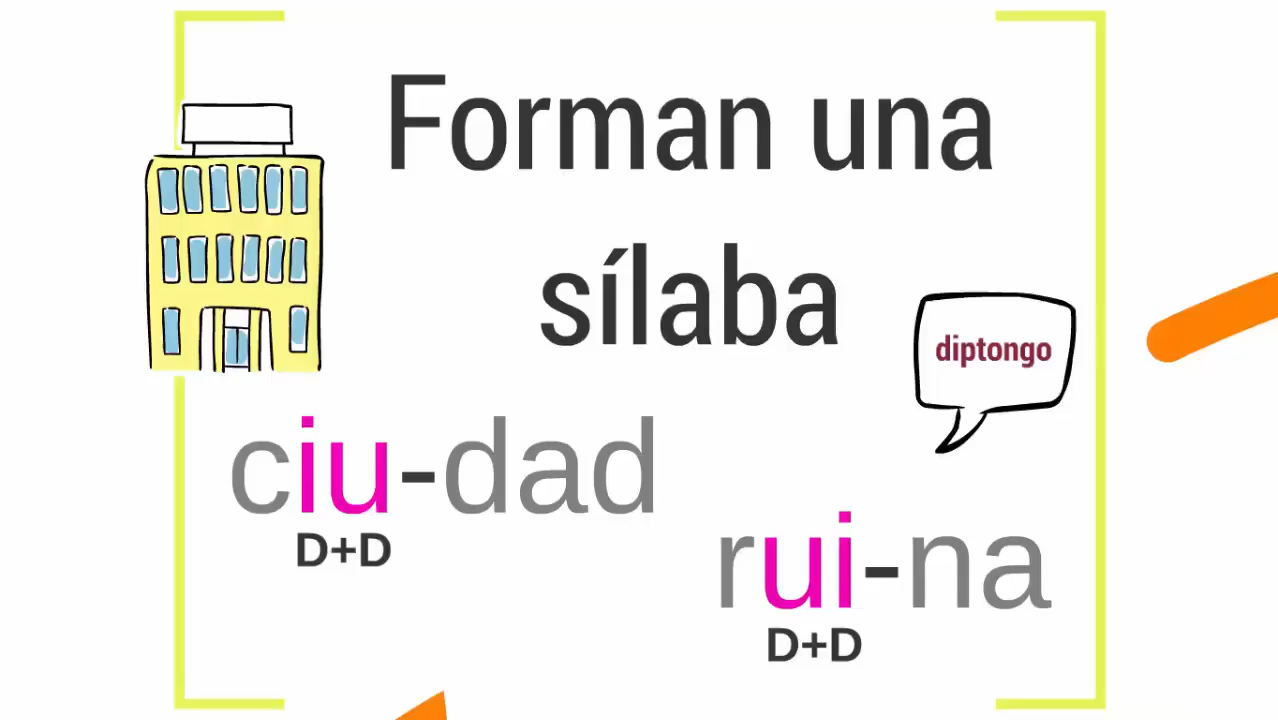 Forman una
sílaba
diptongo
ciu-dad
D+D
rui-na
D+D